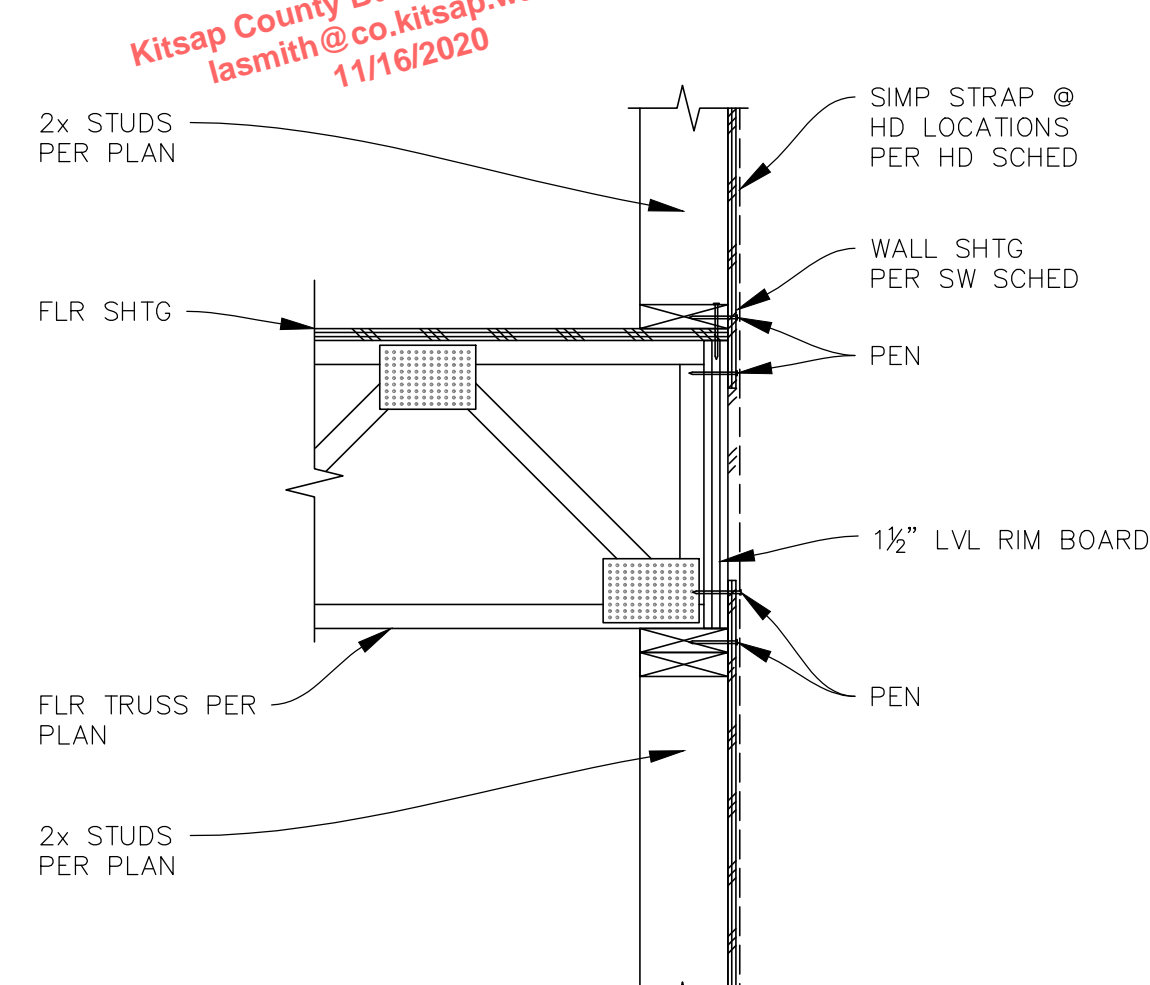 Kitsap County
lasmith@co.kitsap.w
11/16/2020
2x STUDS
PER PLAN
SIMP STRAP @
HD LOCATIONS
PER HD SCHED
WALL SHTG
PER SW SCHED
FLR SHTG
PEN
1½" LVL RIM BOARD
FLR TRUSS PER
PLAN
PEN
2x STUDS
PER PLAN